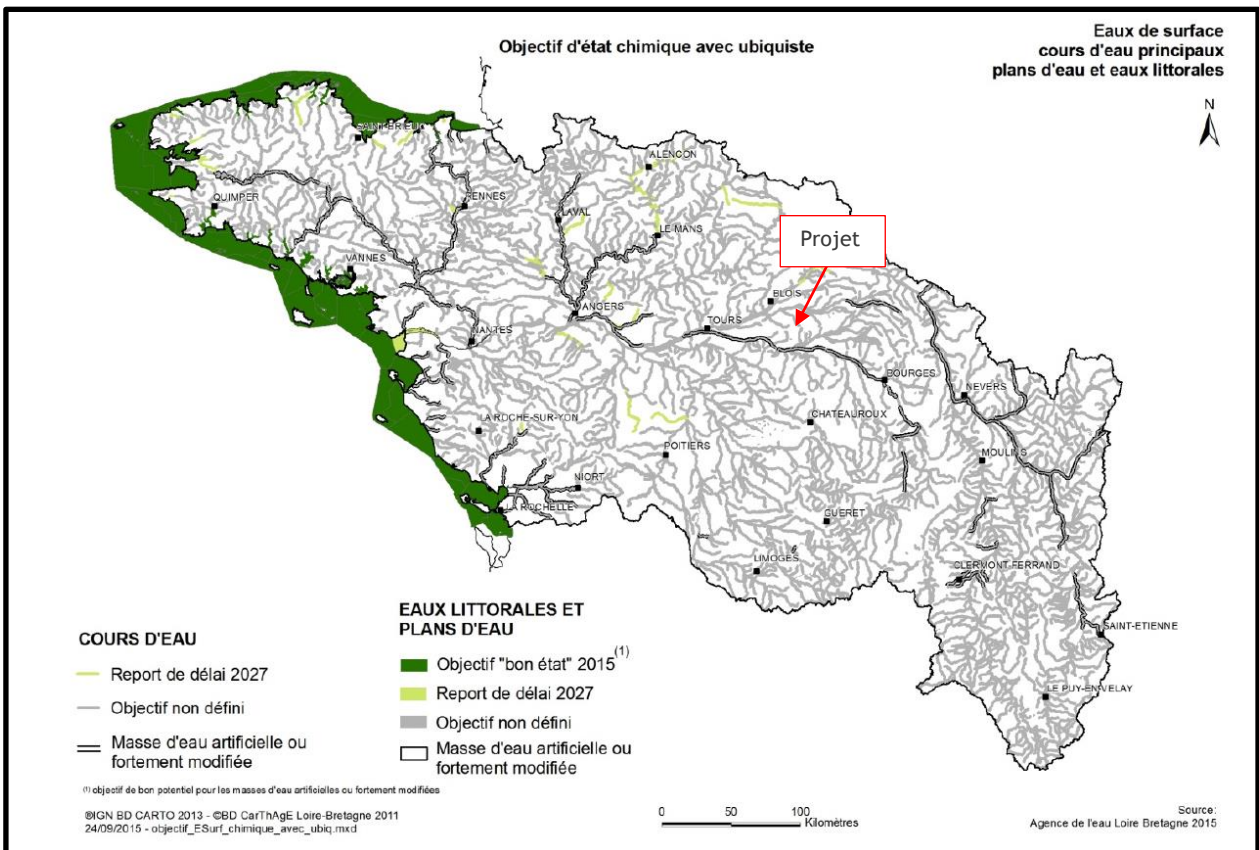 Objectif d'état chimique avec ubiquiste
Eaux de surface
cours d'eau principaux
plans d'eau et eaux littorales
N
SAINT-BRIEUC
ALENCON
QUIMPER
RENNES
LAVAL
LE MANS
Projet
VANNES
BLOIS
ANGERS
TOURS
NANTES
BOURGES
NEVERS
LA ROCHE-SUR-YON
CHATEAUROUX
POITIERS
MOULINS
NIORT
LA ROCHELLE
GUERET
LIMOGES
CLERMONT-FERRAND
SAINT-ETIENNE
LE PUY-EN-VELAY
COURS D'EAU
Report de délai 2027
Objectif non défini
Masse d'eau artificielle ou
fortement modifiée
EAUX LITTORALES ET
PLANS D'EAU
Objectif "bon état" 2015 (1)
Report de délai 2027
Objectif non défini
Masse d'eau artificielle ou
fortement modifiée
(1) objectif de bon potentiel pour les masses d'eau artificielles ou fortement modifiées
®IGN BD CARTO 2013 - ©BD CarThAgE Loire-Bretagne 2011
24/09/2015 - objectif_ESurf_chimique_avec_ubiq.mxd
0 50 100
Kilomètres
Source:
Agence de l'eau Loire Bretagne 2015